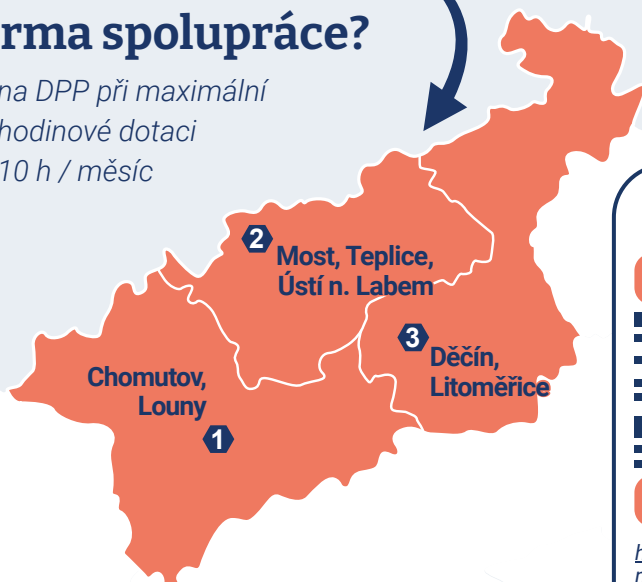 rma spolupráce?
na DPP při maximální
hodinové dotaci
10 h / měsíc
2
Most, Teplice,
Ústí n. Labem
3
Děčín,
Litoměřice
Chomutov,
Louny
1